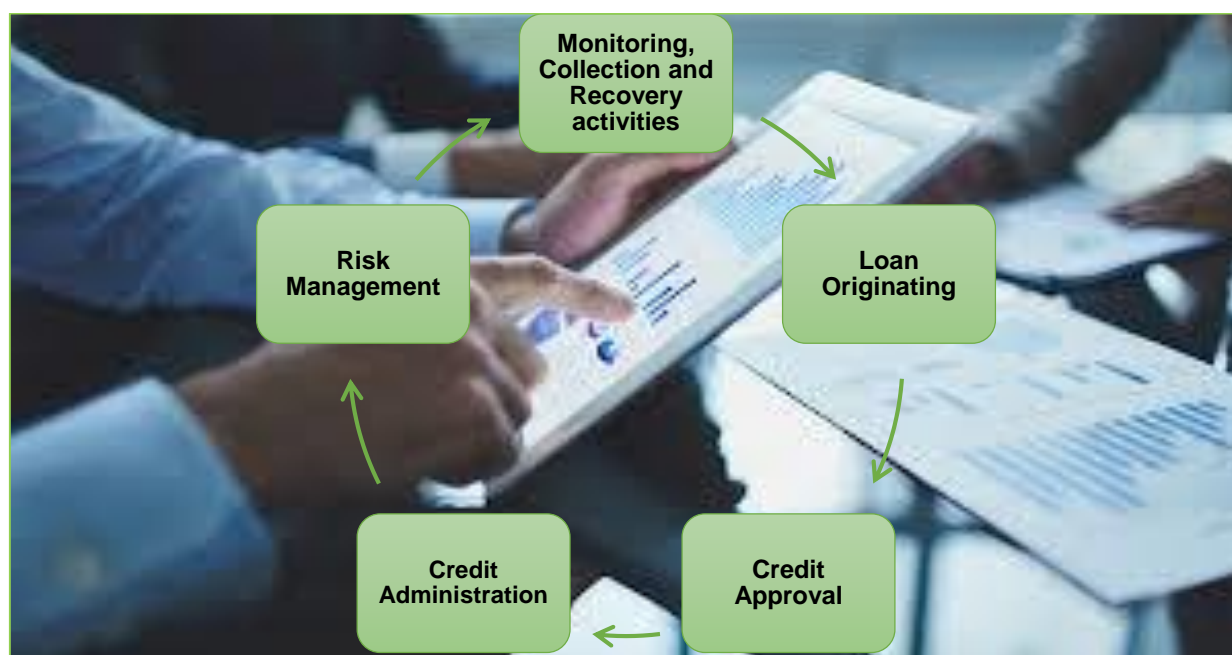 Monitoring,
Collection and
Recovery
activities
Risk
Management
Loan
Originating
Credit
Administration
Credit
Approval